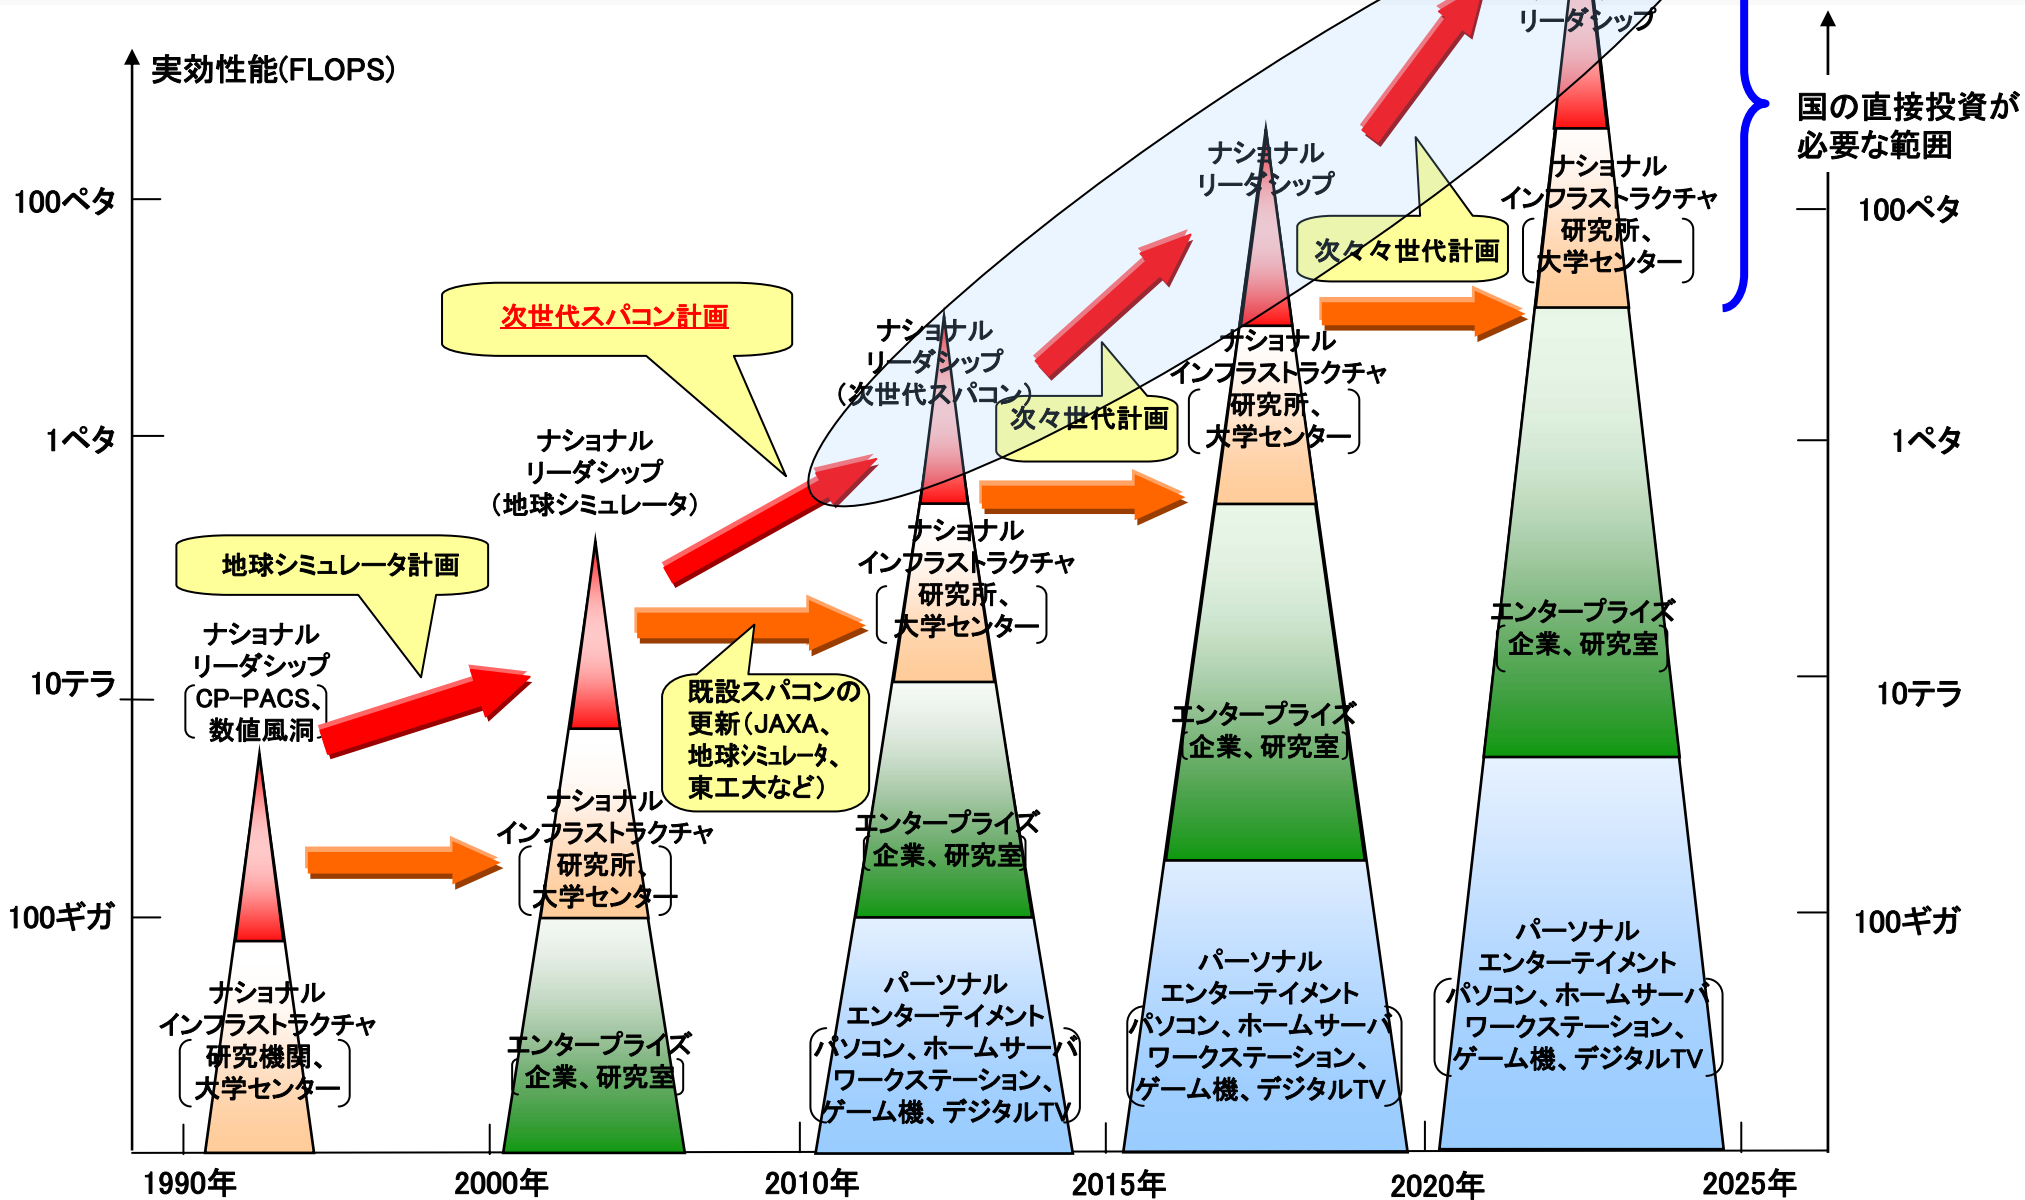 実効性能(FLOPS)
100ペタ
1ペタ
10テラ
100ギガ
地球シミュレータ計画
ナショナル
リーダシップ
CP-PACS、
数値風洞
ナショナル
インフラストラクチャ
研究機関、
大学センター
次世代スパコン計画
ナショナル
リーダシップ
（地球シミュレータ）
既設スパコンの
更新（JAXA、
地球シミュレータ、
東工大など）
ナショナル
インフラストラクチャ
研究所、
大学センター
エンタープライズ
企業、研究室
ナショナル
リーダシップ
（次世代スパコン）
次々世代計画
ナショナル
インフラストラクチャ
研究所、
大学センター
エンタープライズ
企業、研究室
パーソナル
エンターテイメント
パソコン、ホームサーバ
ワークステーション、
ゲーム機、デジタルTV
ナショナル
リーダシップ
次々々世代計画
ナショナル
インフラストラクチャ
研究所、
大学センター
エンタープライズ
企業、研究室
パーソナル
エンターテイメント
パソコン、ホームサーバ
ワークステーション、
ゲーム機、デジタルTV
リーダシップ
ナショナル
インフラストラクチャ
研究所、
大学センター
エンタープライズ
企業、研究室
パーソナル
エンターテイメント
パソコン、ホームサーバ
ワークステーション、
ゲーム機、デジタルTV
国の直接投資が
必要な範囲
100ペタ
1ペタ
10テラ
100ギガ
1990年
2000年
2010年
2015年
2020年
2025年